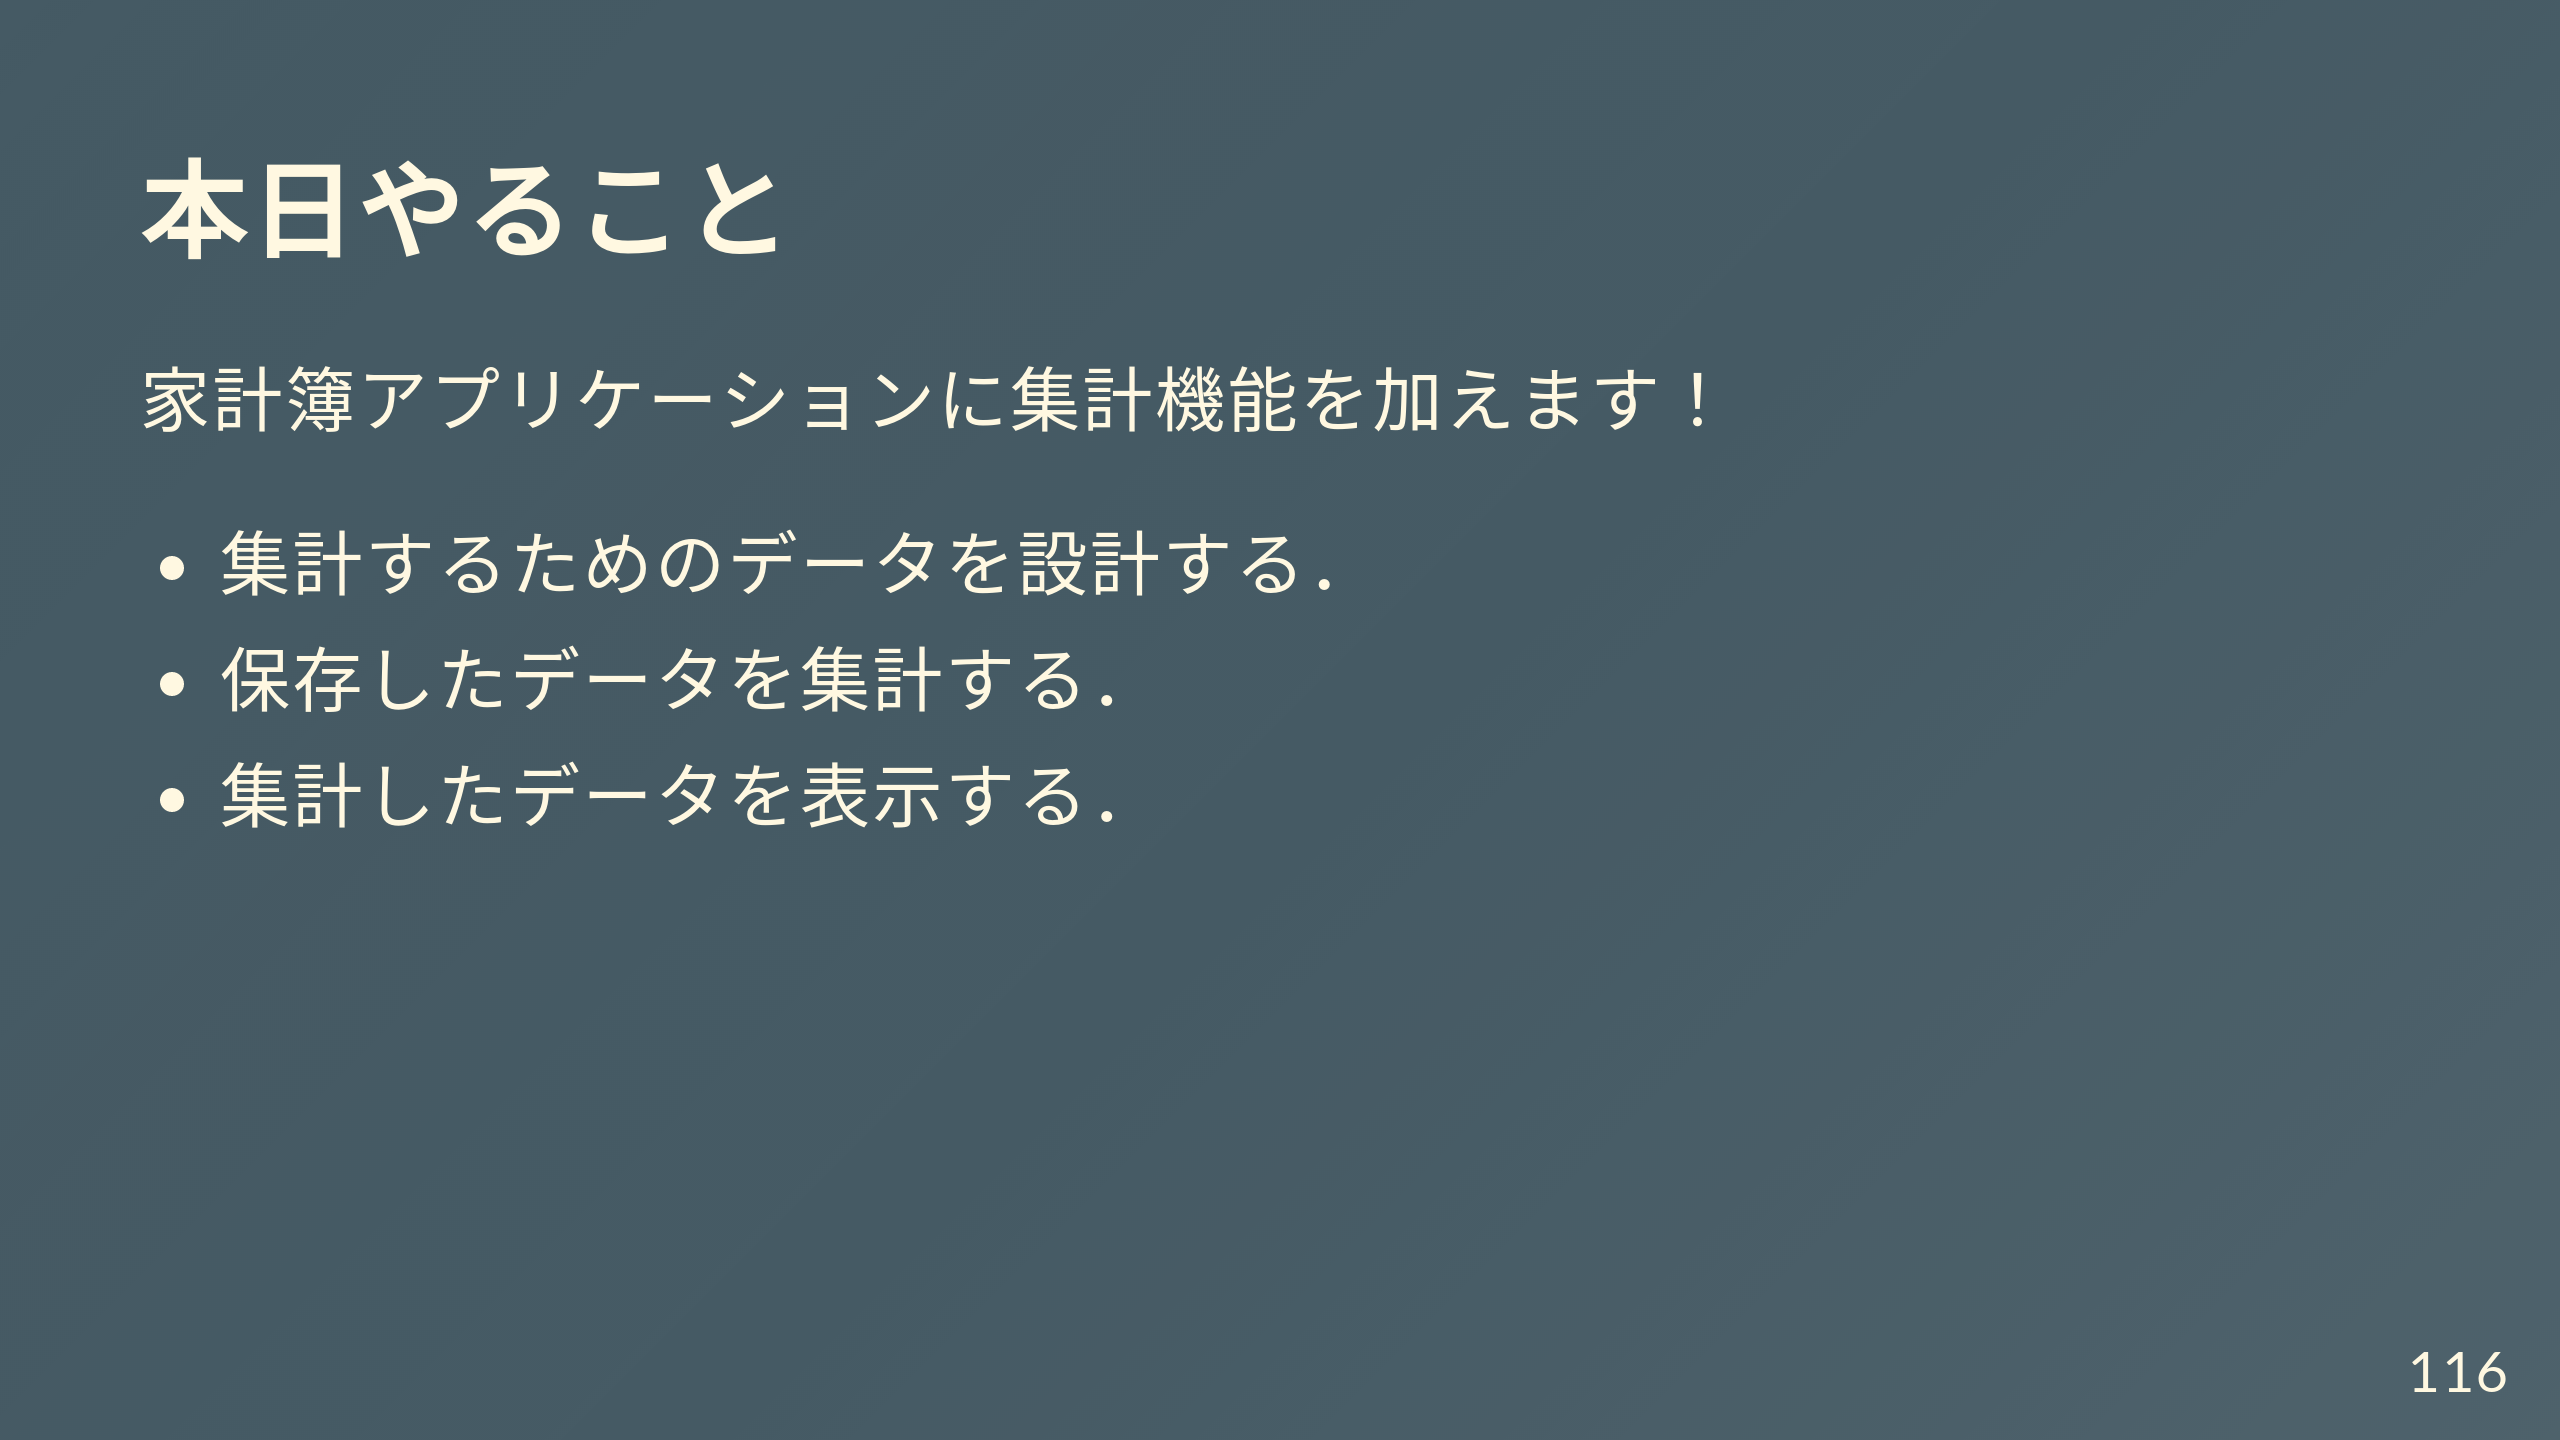 本日やること
家計簿アプリケーションに集計機能を加えます！
• 集計するためのデータを設計する．
• 保存したデータを集計する．
• 集計したデータを表示する．
116